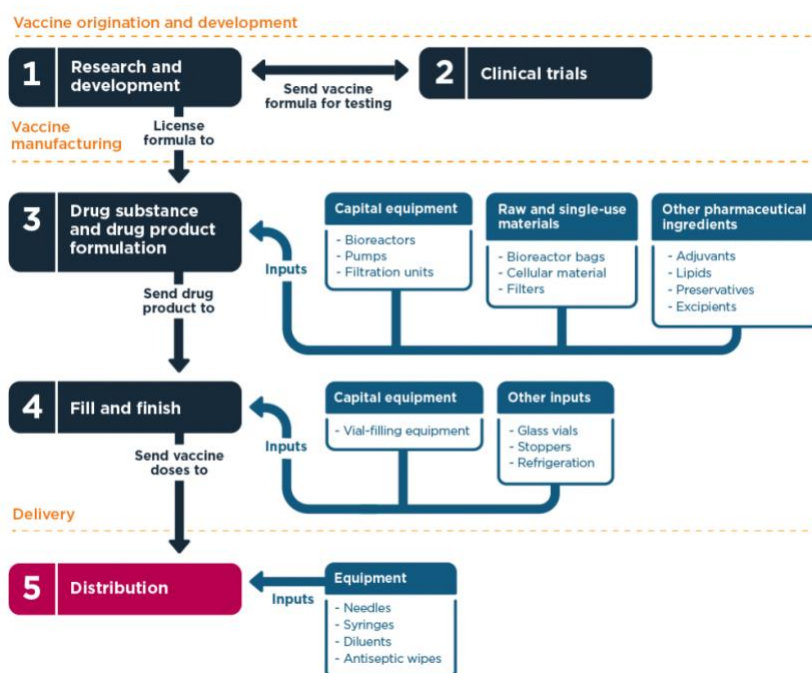 Vaccine origination and development
1
Research and
development
Send vaccine
formula for testing
2
Clinical trials
License
formula to
Vaccine
manufacturing
3
Drug substance
and drug product
formulation
Inputs
Capital equipment
- Bioreactors
- Pumps
- Filtration units
Raw and single-use
materials
- Bioreactor bags
- Cellular material
- Filters
Other pharmaceutical
ingredients
- Adjuvants
- Lipids
- Preservatives
- Excipients
Send drug
product to
4
Fill and finish
Inputs
Capital equipment
- Vial-filling equipment
Other inputs
- Glass vials
- Stoppers
- Refrigeration
Send vaccine
doses to
Delivery
5
Distribution
Inputs
Equipment
- Needles
- Syringes
- Diluents
- Antiseptic wipes